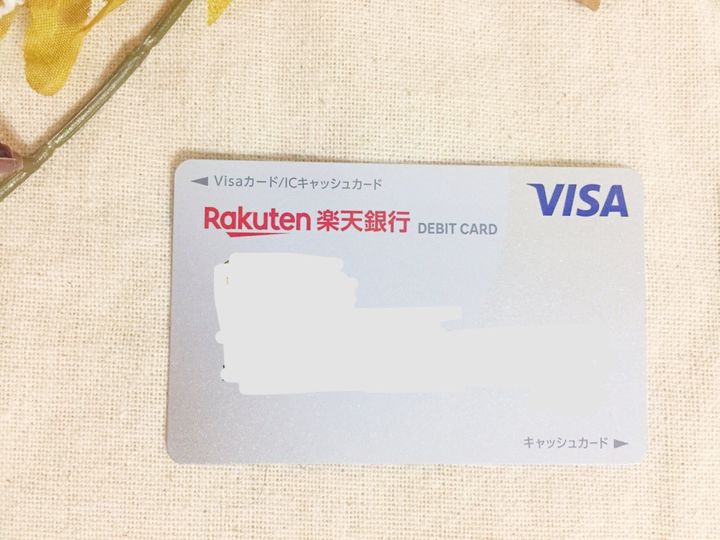 ◀ Visaカード/ICキャッシュカード
VISA
Rakuten 楽天銀行 DEBIT CARD
キャッシュカード ▶